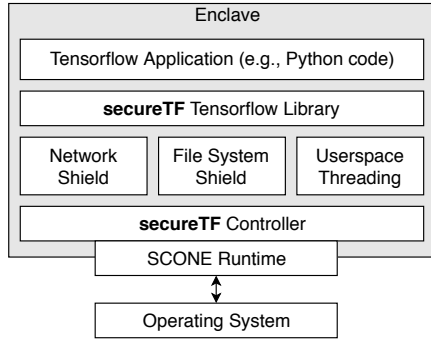 Enclave
Tensorflow Application (e.g., Python code)
secureTF Tensorflow Library
Network
Shield
File System
Shield
Userspace
Threading
secureTF Controller
SCONE Runtime
Operating System